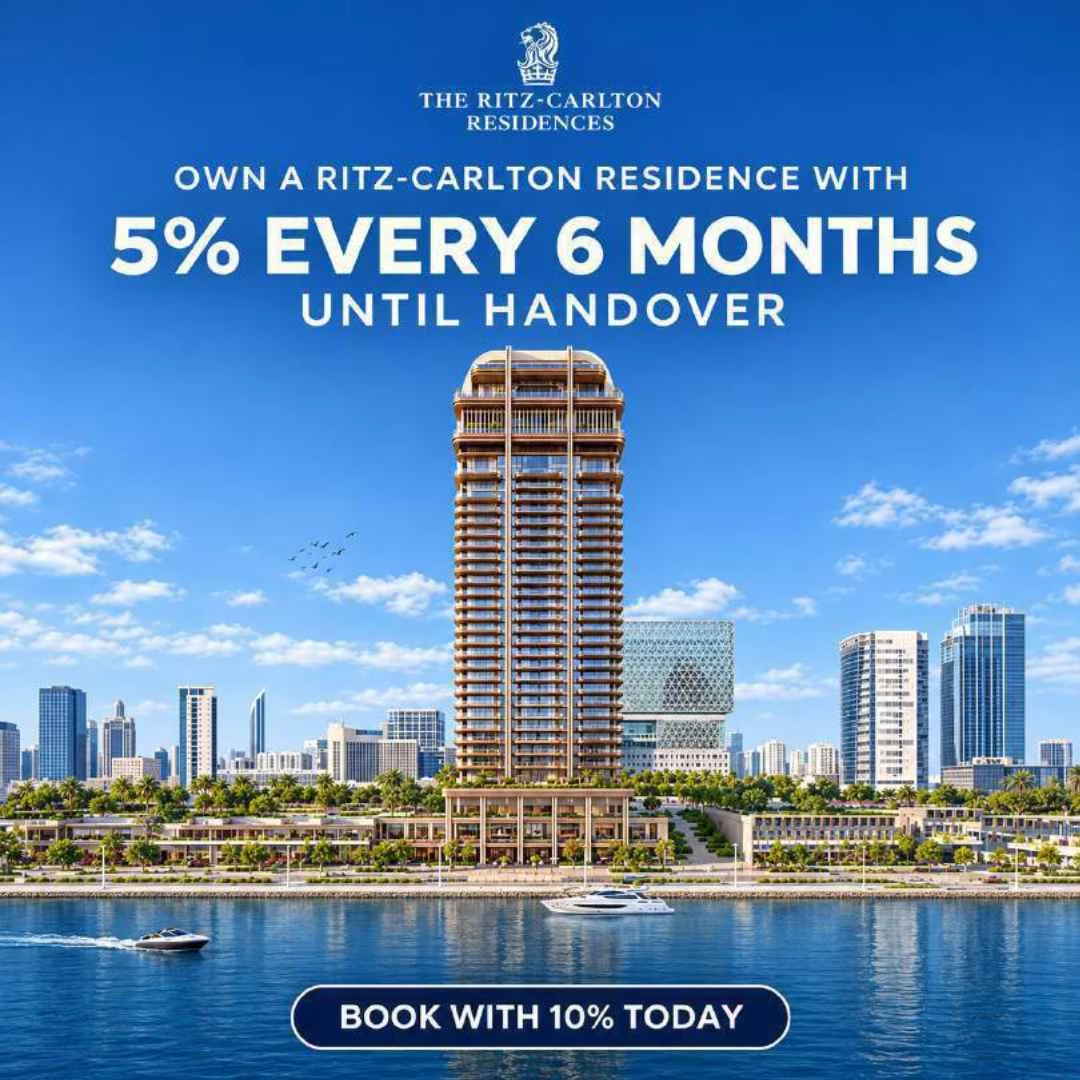 THE RITZ-CARLTON
RESIDENCES
OWN A RITZ-CARLTON RESIDENCE WITH
5% EVERY 6 MONTHS
UNTIL HANDOVER
BOOK WITH 10% TODAY